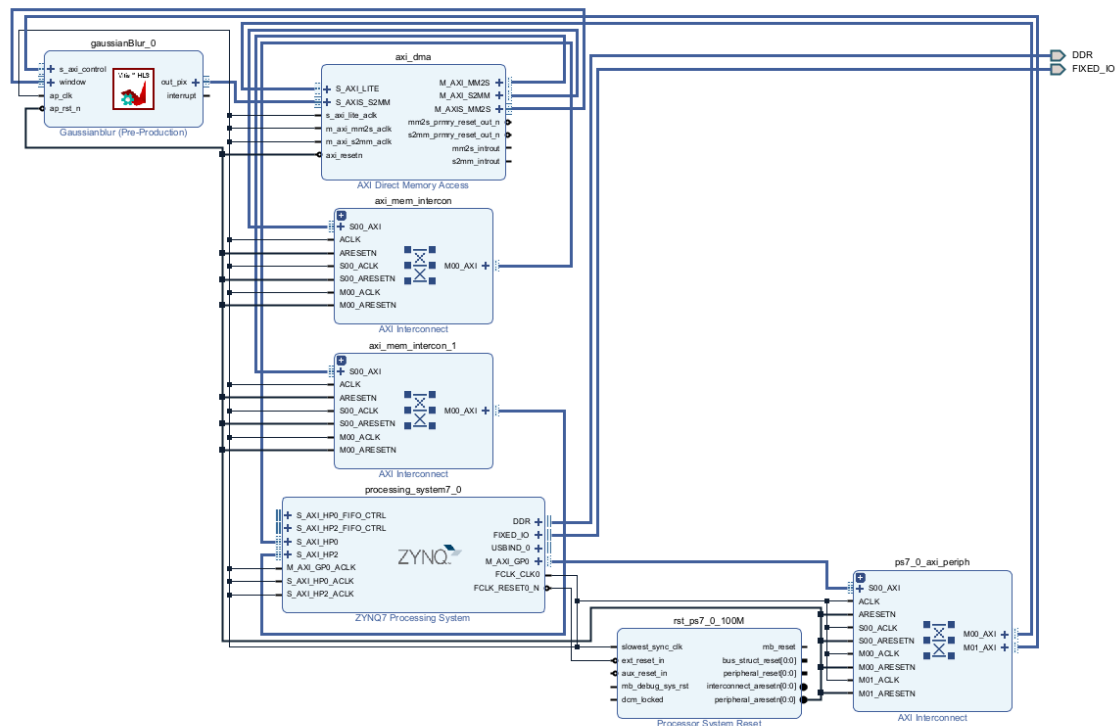 gaussianBlur_0
s_axi_control
window
ap_clk
ap_rst_n
out_pix
interrupt
Vitis™ HLS
Gaussianblur (Pre-Production)
axi_dma
S_AXI_LITE
S_AXIS_S2MM
s_axi_lite_aclk
m_axi_mm2s_aclk
m_axi_s2mm_aclk
axi_resetn
M_AXI_MM2S
M_AXI_S2MM
M_AXIS_MM2S
mm2s_prmry_reset_out_n
s2mm_prmry_reset_out_n
mm2s_introut
s2mm_introut
AXI Direct Memory Access
DDR
FIXED_IO
axi_mem_intercon
S00_AXI
ACLK
ARESETN
S00_ACLK
S00_ARESETN
M00_ACLK
M00_ARESETN
M00_AXI
AXI Interconnect
axi_mem_intercon_1
S00_AXI
ACLK
ARESETN
S00_ACLK
S00_ARESETN
M00_ACLK
M00_ARESETN
M00_AXI
AXI Interconnect
processing_system7_0
S_AXI_HP0_FIFO_CTRL
S_AXI_HP2_FIFO_CTRL
S_AXI_HP0
S_AXI_HP2
M_AXI_GP0_ACLK
S_AXI_HP0_ACLK
S_AXI_HP2_ACLK
ZYNQ
DDR
FIXED_IO
USBIND_0
M_AXI_GP0
FCLK_CLK0
FCLK_RESET0_N
ZYNQ7 Processing System
rst_ps7_0_100M
slowest_sync_clk
ext_reset_in
aux_reset_in
mb_debug_sys_rst
dcm_locked
mb_reset
bus_struct_reset[0:0]
peripheral_reset[0:0]
interconnect_aresetn[0:0]
peripheral_aresetn[0:0]
Processor System Reset
ps7_0_axi_periph
S00_AXI
ACLK
ARESETN
S00_ACLK
S00_ARESETN
M00_ACLK
M00_ARESETN
M01_ACLK
M01_ARESETN
M00_AXI
M01_AXI
AXI Interconnect